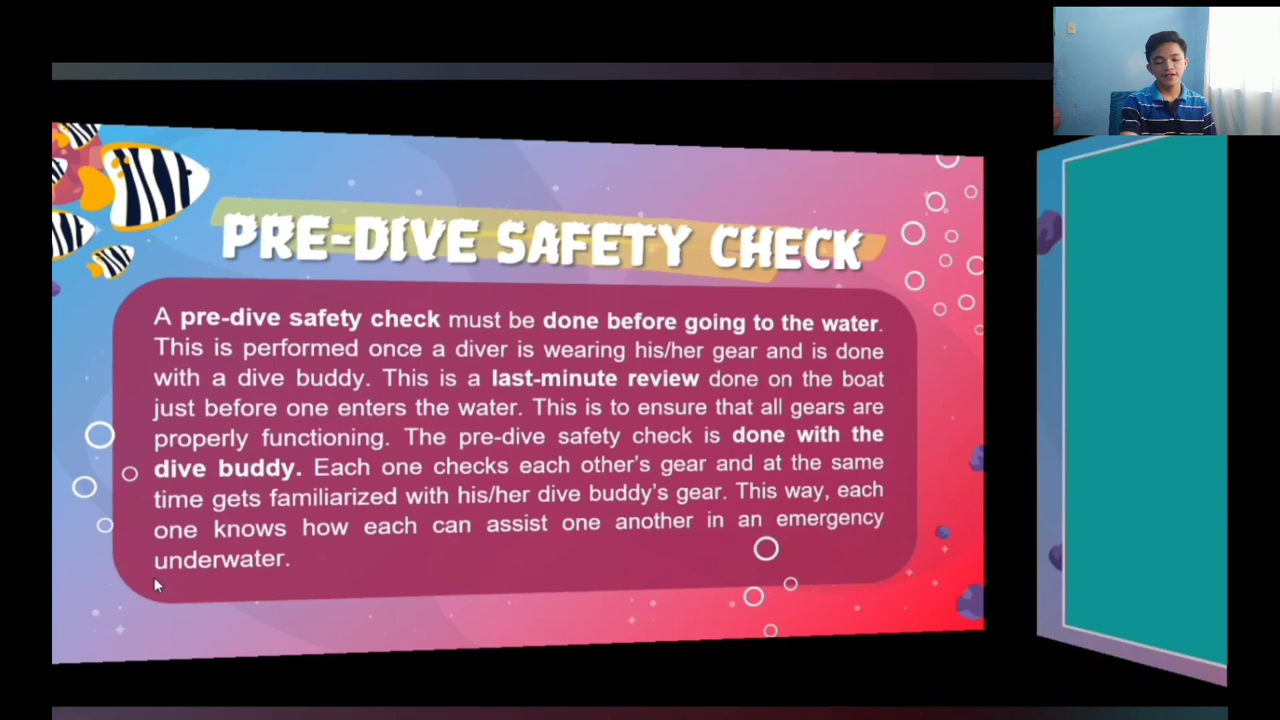 PRE-DIVE SAFETY CHECK
A pre-dive safety check must be done before going to the water.
This is performed once a diver is wearing his/her gear and is done
with a dive buddy. This is a last-minute review done on the boat
just before one enters the water. This is to ensure that all gears are
properly functioning. The pre-dive safety check is done with the
dive buddy. Each one checks each other's gear and at the same
time gets familiarized with his/her dive buddy's gear. This way, each
one knows how each can assist one another in an emergency
underwater.